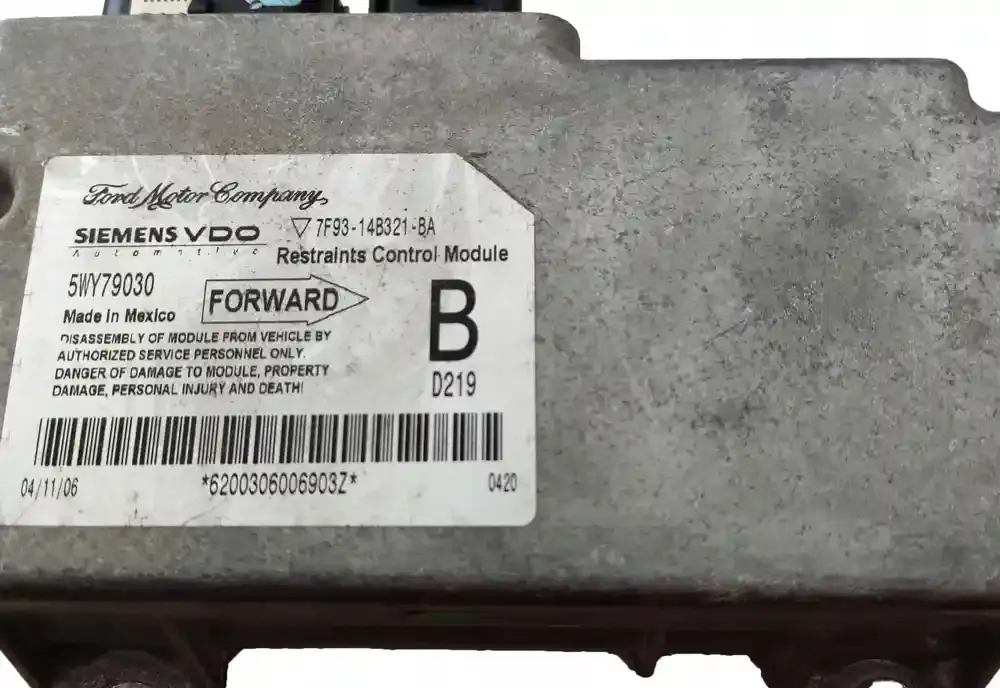 Ford Motor Company,
SIEMENS VDO
Automotive
▽ 7F93-14B321-BA
Restraints Control Module
5WY79030
FORWARD
B
Made in Mexico
DISASSEMBLY OF MODULE FROM VEHICLE BY
AUTHORIZED SERVICE PERSONNEL ONLY.
DANGER OF DAMAGE TO MODULE, PROPERTY
DAMAGE, PERSONAL INJURY AND DEATH!
D219
04/11/06
*6200306006903Z*
0420